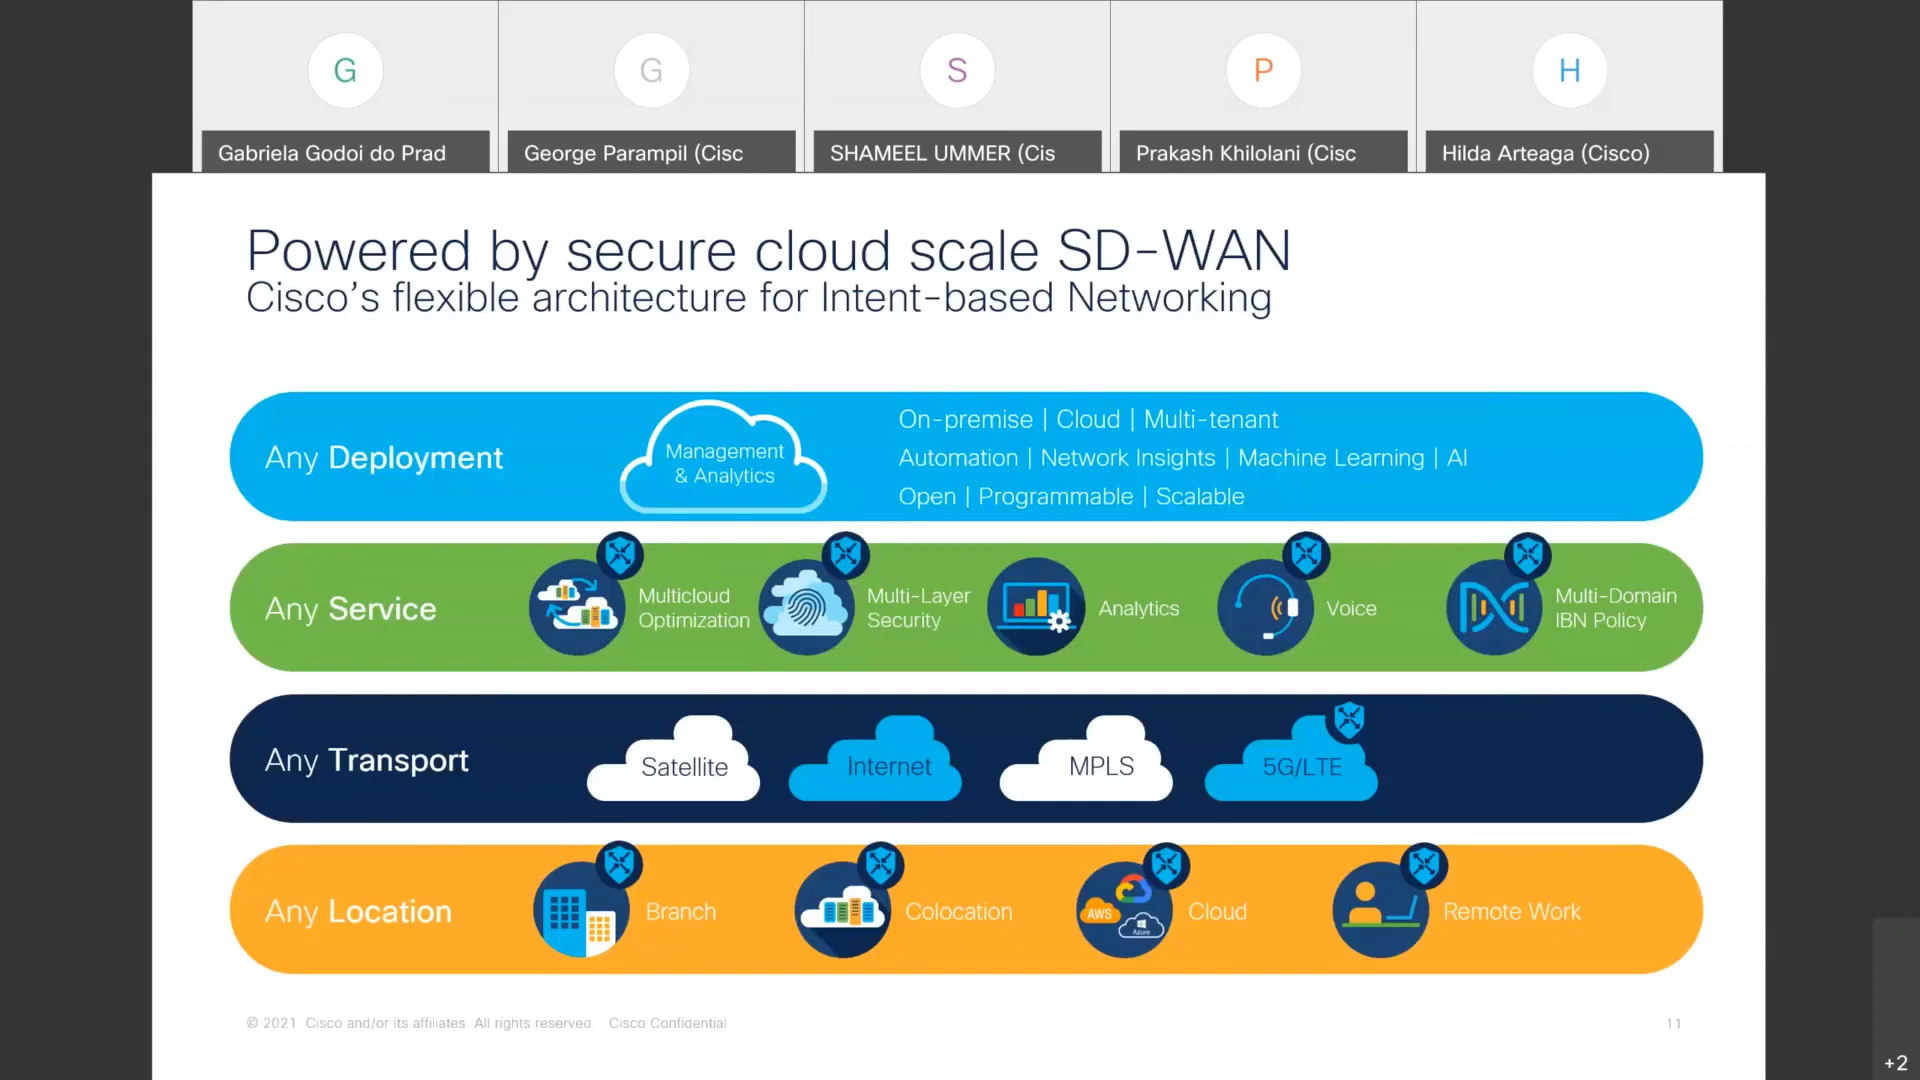 G
G
S
P
H
Gabriela Godoi do Prad
George Parampil (Cisc
SHAMEEL UMMER (Cis
Prakash Khilolani (Cisc
Hilda Arteaga (Cisco)
Powered by secure cloud scale SD-WAN
Cisco's flexible architecture for Intent-based Networking
Any Deployment
Management
& Analytics
On-premise | Cloud | Multi-tenant
Automation | Network Insights | Machine Learning | AI
Open | Programmable | Scalable
Any Service
Multicloud
Optimization
Multi-Layer
Security
Analytics
Voice
Multi-Domain
IBN Policy
Any Transport
Satellite
Internet
MPLS
5G/LTE
Any Location
Branch
Colocation
AWS
Azure
Cloud
Remote Work
© 2021 Cisco and/or its affiliates. All rights reserved. Cisco Confidential
11
+2